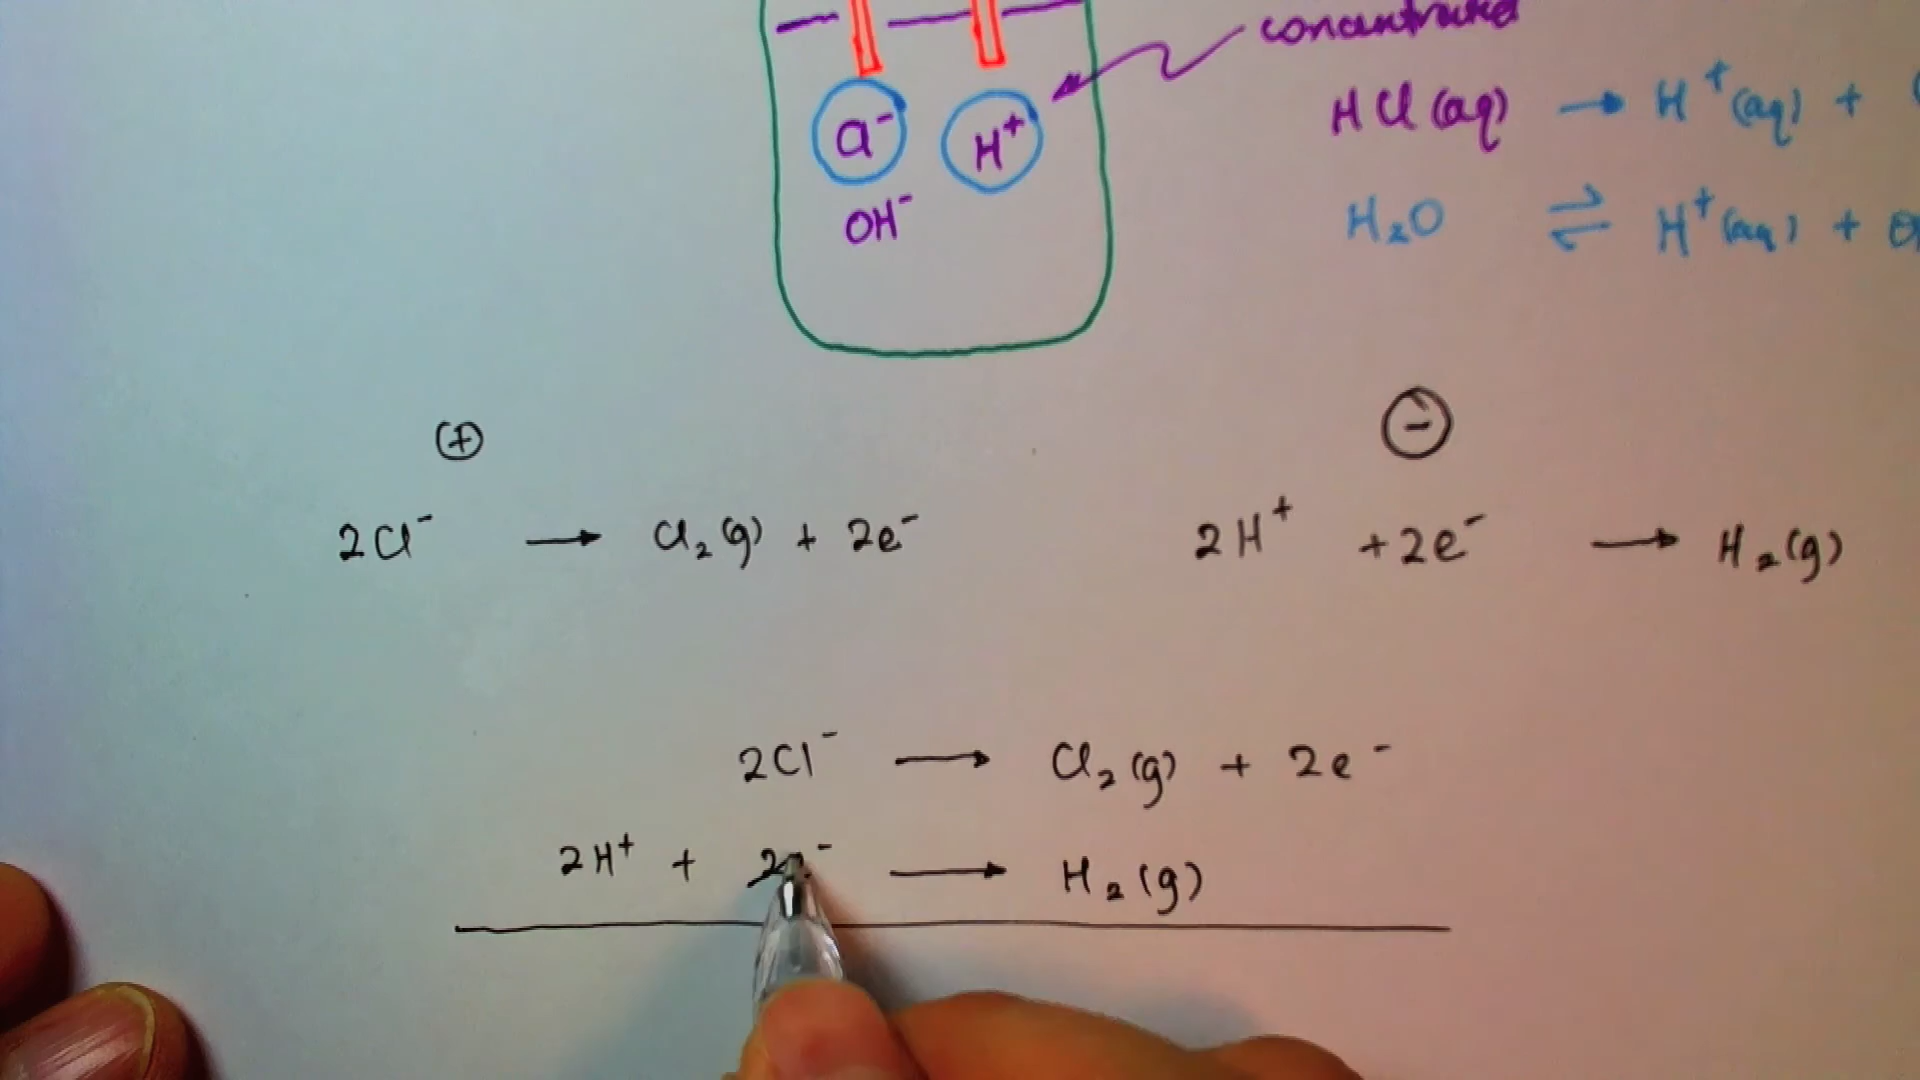 concentrated
Cl⁻ H⁺
OH⁻
HCl (aq) → H⁺ (aq) +
H₂O ⇌ H⁺ (aq) +
+ −
2Cl⁻ → Cl₂ (g) + 2e⁻
2H⁺ + 2e⁻ → H₂ (g)
2Cl⁻ → Cl₂ (g) + 2e⁻
2H⁺ + 2e⁻ → H₂ (g)